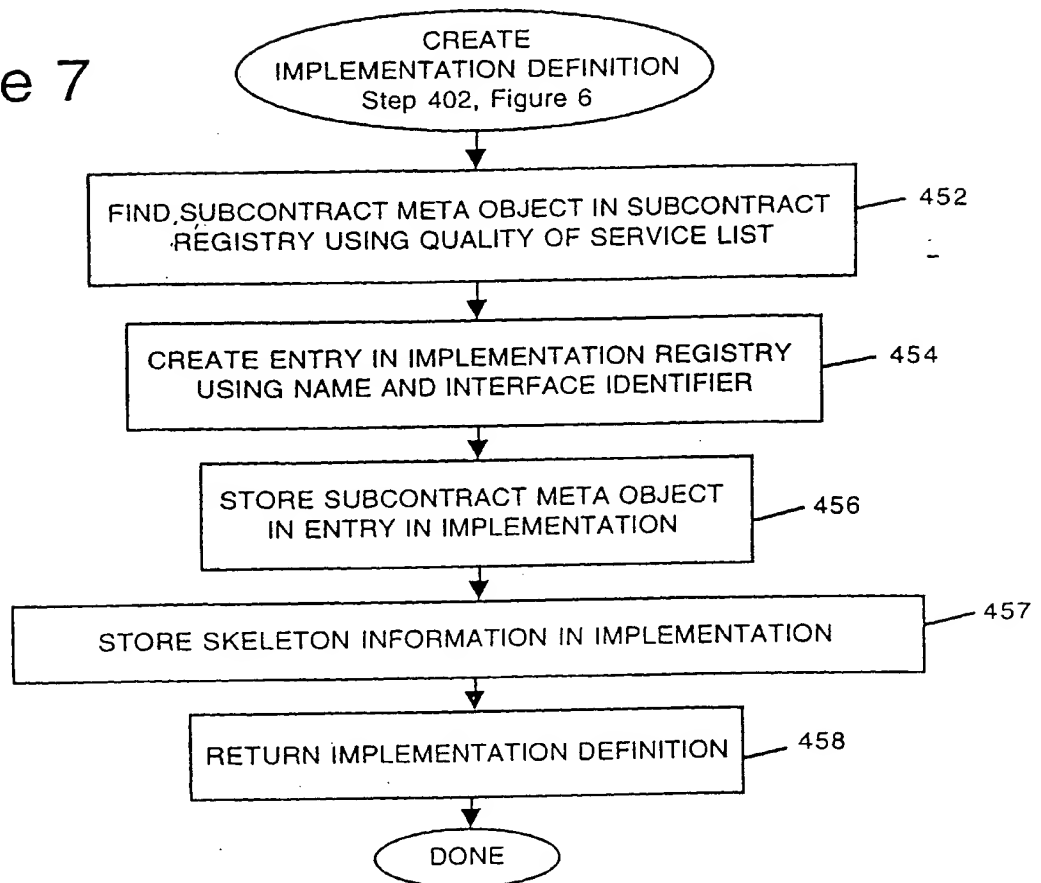 e 7
CREATE
IMPLEMENTATION DEFINITION
Step 402, Figure 6
FIND SUBCONTRACT META OBJECT IN SUBCONTRACT
REGISTRY USING QUALITY OF SERVICE LIST
452
CREATE ENTRY IN IMPLEMENTATION REGISTRY
USING NAME AND INTERFACE IDENTIFIER
454
STORE SUBCONTRACT META OBJECT
IN ENTRY IN IMPLEMENTATION
456
STORE SKELETON INFORMATION IN IMPLEMENTATION
457
RETURN IMPLEMENTATION DEFINITION
458
DONE